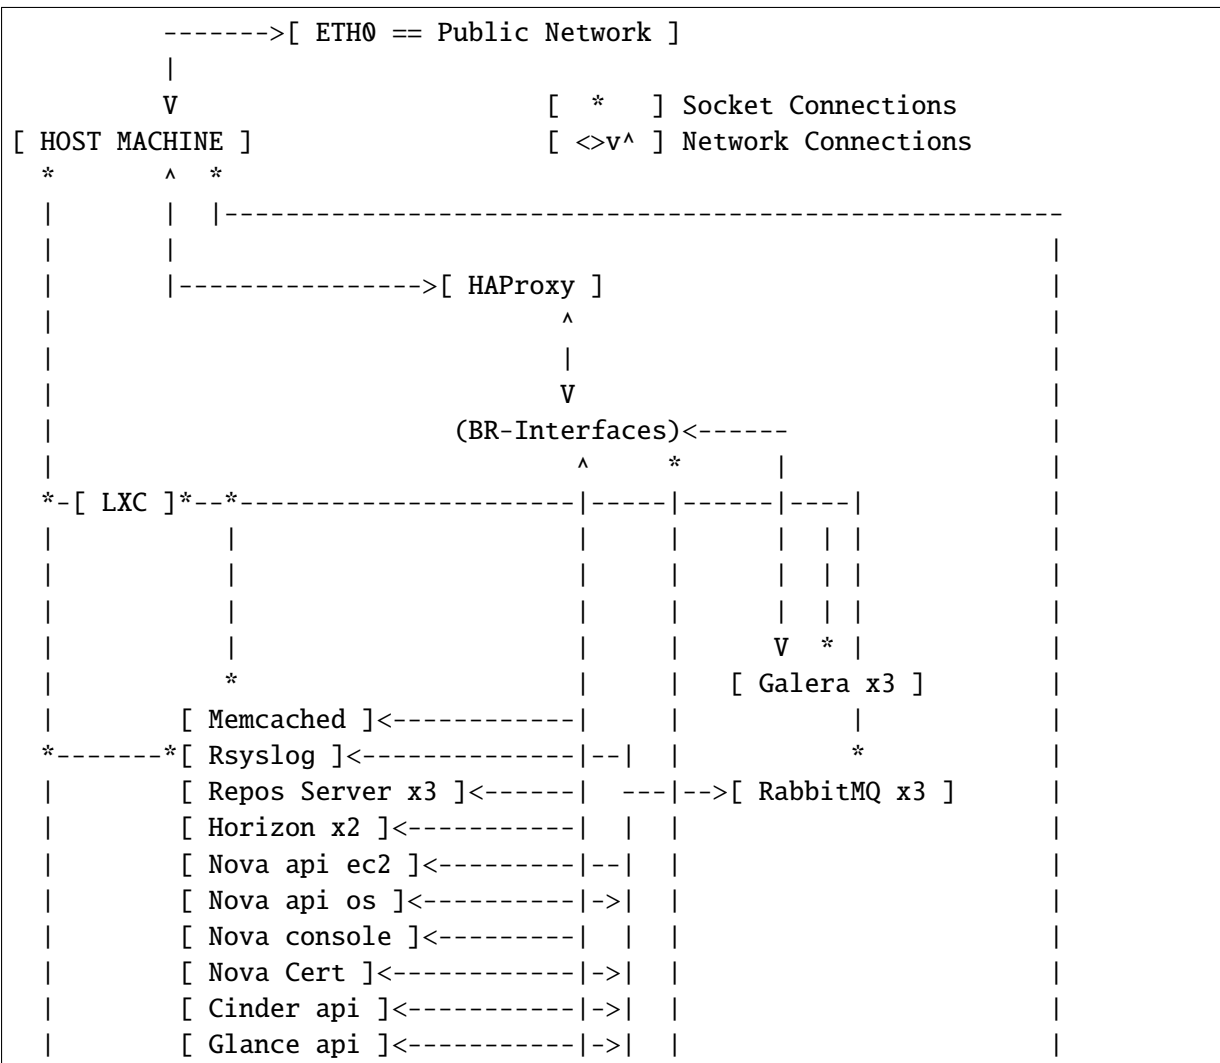 ------->[ ETH0 == Public Network ]
          |
          V                         [  *   ] Socket Connections
[ HOST MACHINE ]                    [ <>v^ ] Network Connections
  *       ^  *
  |       |  |-------------------------------------------------------
  |       |                                                          |
  |       |---------------->[ HAProxy ]                              |
  |                                  ^                               |
  |                                  |                               |
  |                                  V                               |
  |                          (BR-Interfaces)<------                  |
  |                                   ^     *      |                 |
  *-[ LXC ]*--*----------------------|-----|------|----|             |
  |           |                       |     |      |  | |            |
  |           |                       |     |      |  | |            |
  |           |                       |     |      |  | |            |
  |           |                       |     |      V  * |            |
  |           *                       |     |   [ Galera x3 ]        |
  |        [ Memcached ]<------------|     |           |             |
  *-------*[ Rsyslog ]<--------------|--|  |           *             |
  |        [ Repos Server x3 ]<------|  ---|-->[ RabbitMQ x3 ]       |
  |        [ Horizon x2 ]<-----------|  |  |                         |
  |        [ Nova api ec2 ]<---------|--|  |                         |
  |        [ Nova api os ]<----------|->|  |                         |
  |        [ Nova console ]<---------|  |  |                         |
  |        [ Nova Cert ]<------------|->|  |                         |
  |        [ Cinder api ]<-----------|->|  |                         |
  |        [ Glance api ]<-----------|->|  |                         |